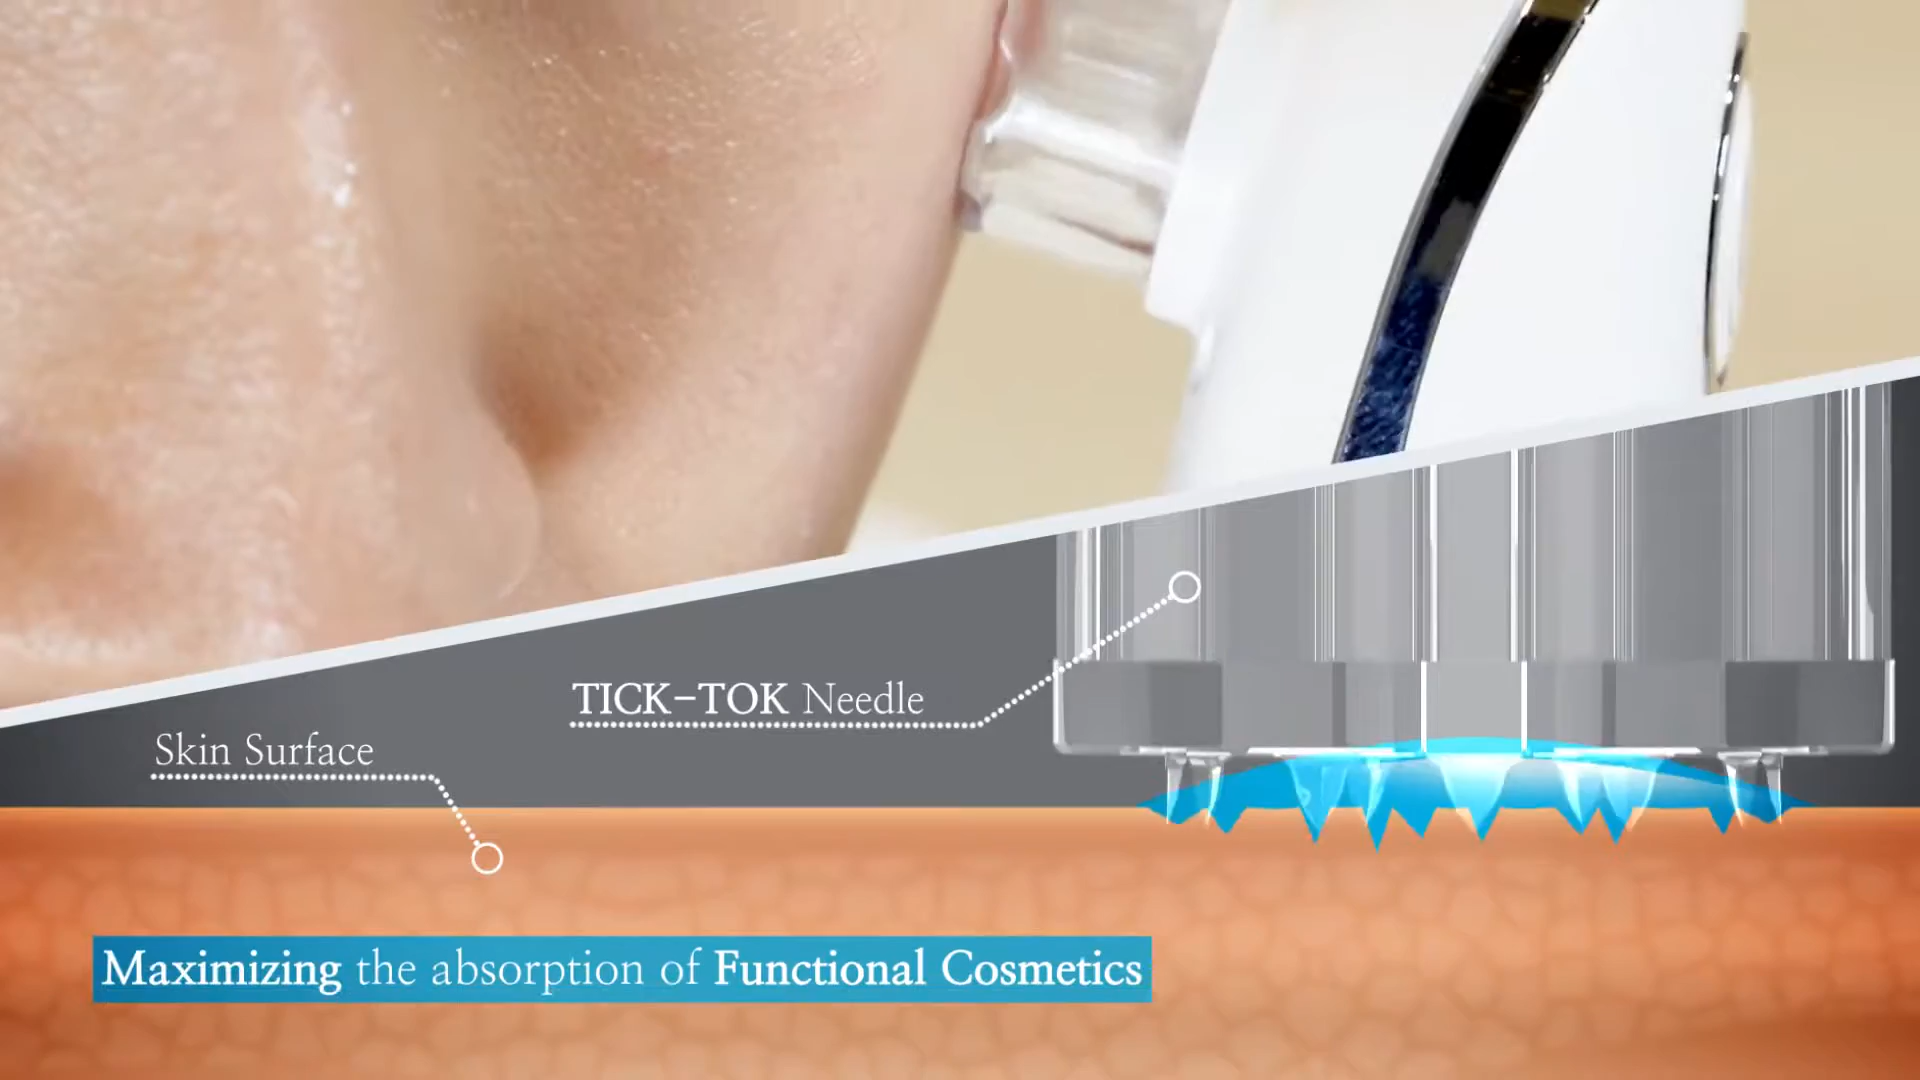 TICK-TOK Needle
Skin Surface
Maximizing the absorption of Functional Cosmetics